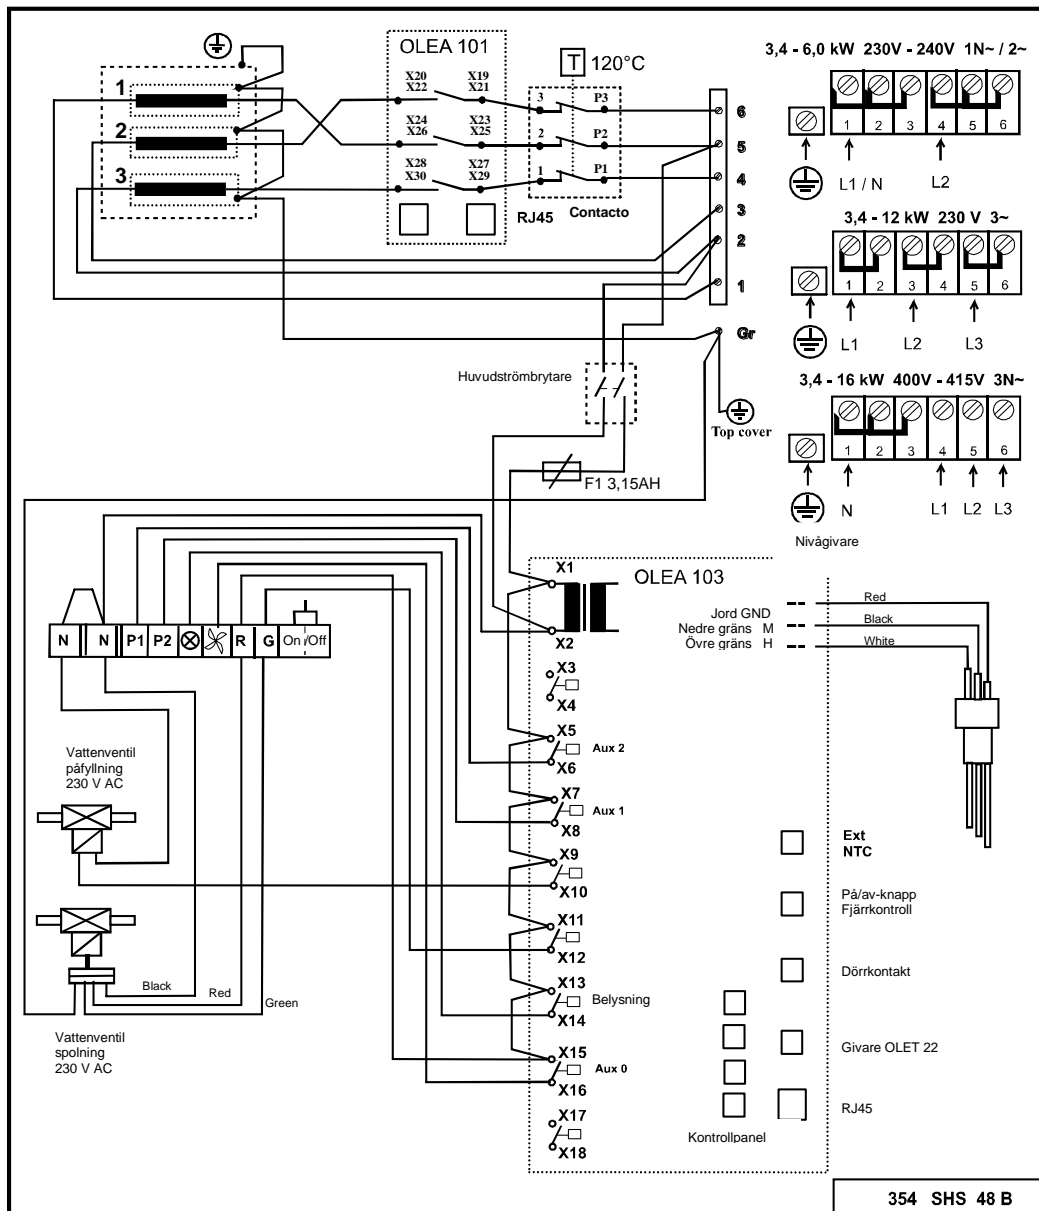 OLEA 101
T 120°C
3,4 - 6,0 kW 230V - 240V 1N~ / 2~
1
2
3
X20
X22
X19
X21
X24
X26
X23
X25
X28
X30
X27
X29
3
P3
2
P2
1
P1
RJ45
Contacto
6
5
4
3
2
1
Gr
1 2 3 4 5 6
L1 / N
L2
3,4 - 12 kW 230 V 3~
1 2 3 4 5 6
L1 L2 L3
3,4 - 16 kW 400V - 415V 3N~
1 2 3 4 5 6
N L1 L2 L3
Huvudströmbrytare
Top cover
F1 3,15AH
Nivågivare
X1
OLEA 103
X2
Jord GND
Nedre gräns M
Övre gräns H
Red
Black
White
N N P1 P2 R G On/Off
X3
X4
X5
Aux 2
X6
X7
Aux 1
X8
X9
X10
X11
X12
X13
Belysning
X14
X15
Aux 0
X16
X17
X18
Vattenventil
påfyllning
230 V AC
Black
Red
Green
Vattenventil
spolning
230 V AC
Ext
NTC
På/av-knapp
Fjärrkontroll
Dörrkontakt
Givare OLET 22
RJ45
Kontrollpanel
354 SHS 48 B